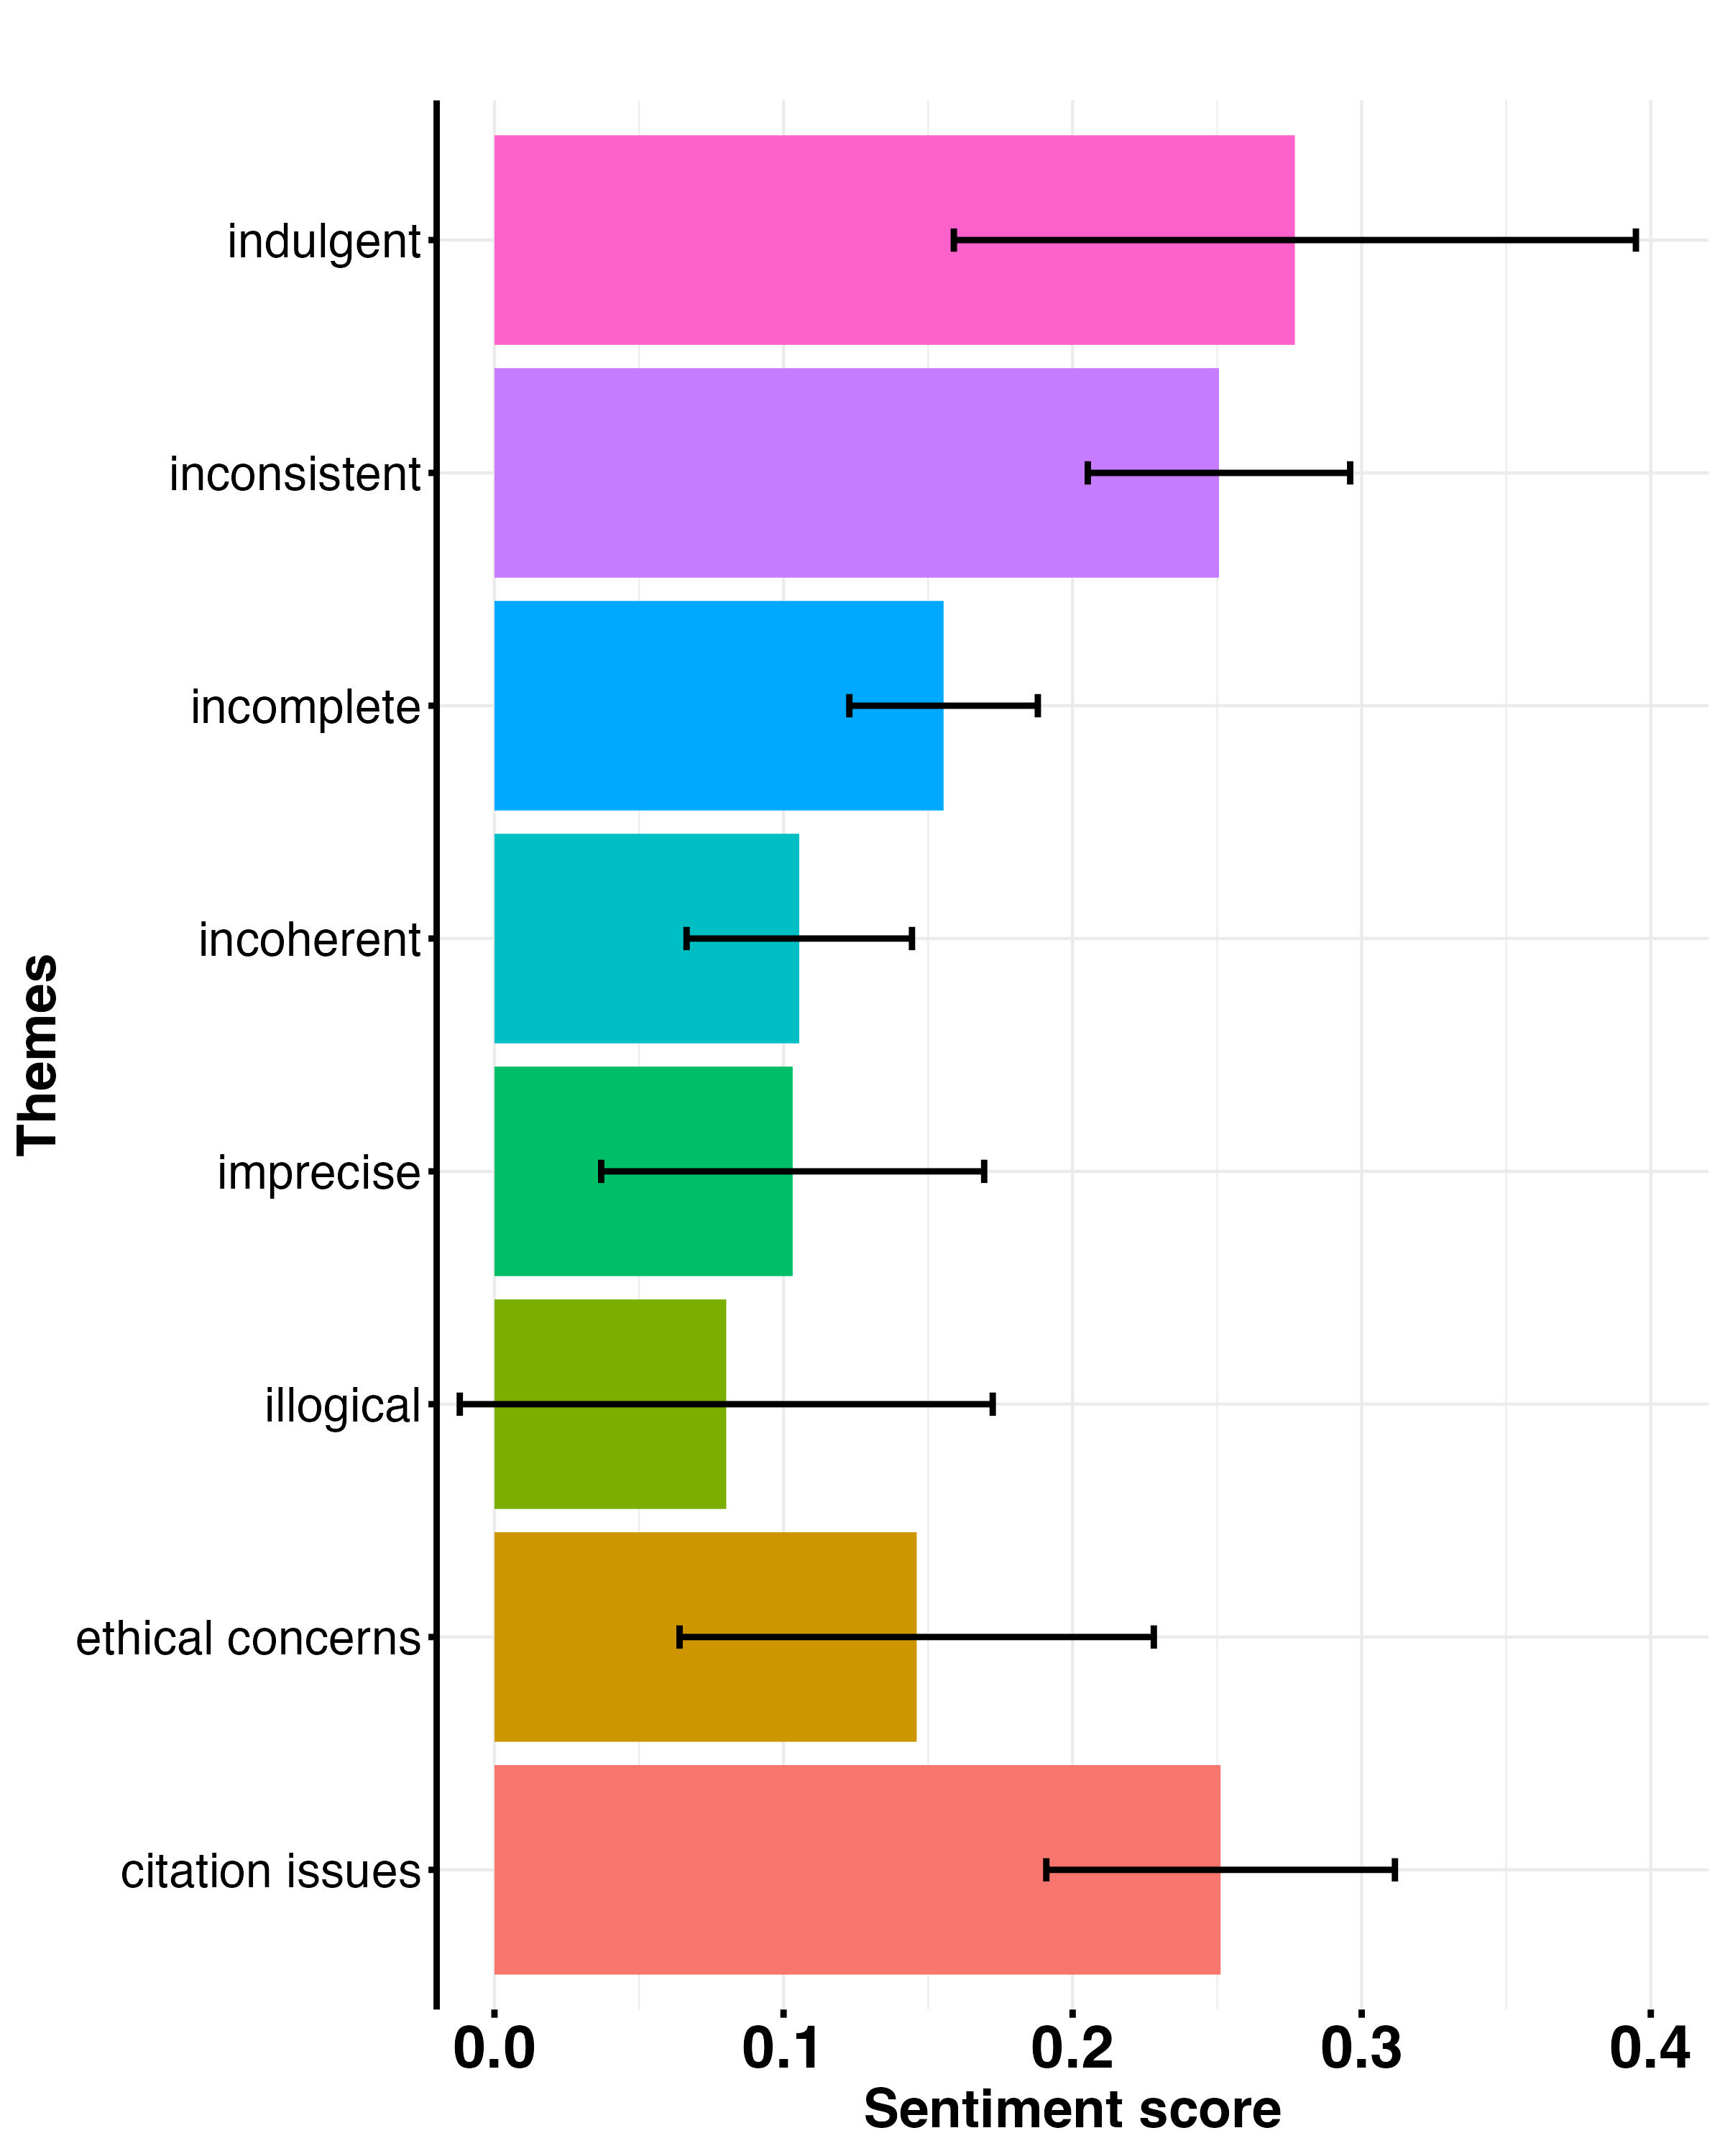 Themes
indulgent
inconsistent
incomplete
incoherent
imprecise
illogical
ethical concerns
citation issues
0.0 0.1 0.2 0.3 0.4
Sentiment score